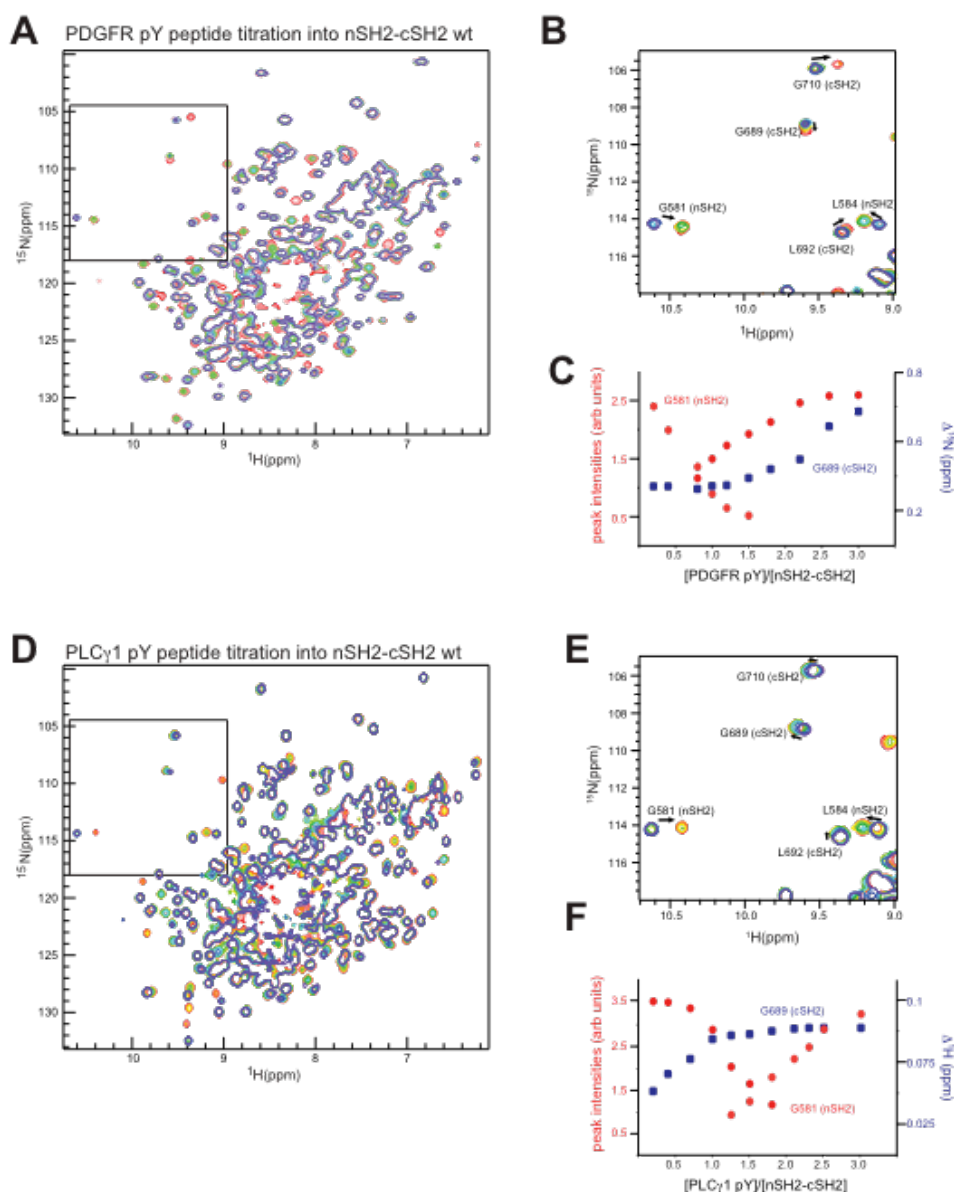 A
PDGFR pY peptide titration into nSH2-cSH2 wt
105
110
115
120
125
130
¹⁵N(ppm)
10
9
8
7
¹H(ppm)
B
106
108
110
112
114
116
¹⁵N(ppm)
G710 (cSH2)
G689 (cSH2)
G581 (nSH2)
L584 (nSH2)
L692 (cSH2)
10.5
10.0
9.5
9.0
¹H(ppm)
C
peak intensities (arb units)
2.5
1.5
0.5
G581 (nSH2)
G689 (cSH2)
0.8
0.6
0.2
Δ¹⁵N(ppm)
0.5
1.0
1.5
2.0
2.5
3.0
[PDGFR pY]/[nSH2-cSH2]
D
PLCγ1 pY peptide titration into nSH2-cSH2 wt
105
110
115
120
125
130
¹⁵N(ppm)
10
9
8
7
¹H(ppm)
E
106
108
110
112
114
116
¹⁵N(ppm)
G710 (cSH2)
G689 (cSH2)
G581 (nSH2)
L584 (nSH2)
L692 (cSH2)
10.5
10.0
9.5
9.0
¹H(ppm)
F
peak intensities (arb units)
3.5
2.5
1.5
0.5
G689 (cSH2)
G581 (nSH2)
0.1
0.075
0.025
Δ¹H (ppm)
0.5
1.0
1.5
2.0
2.5
3.0
[PLCγ1 pY]/[nSH2-cSH2]